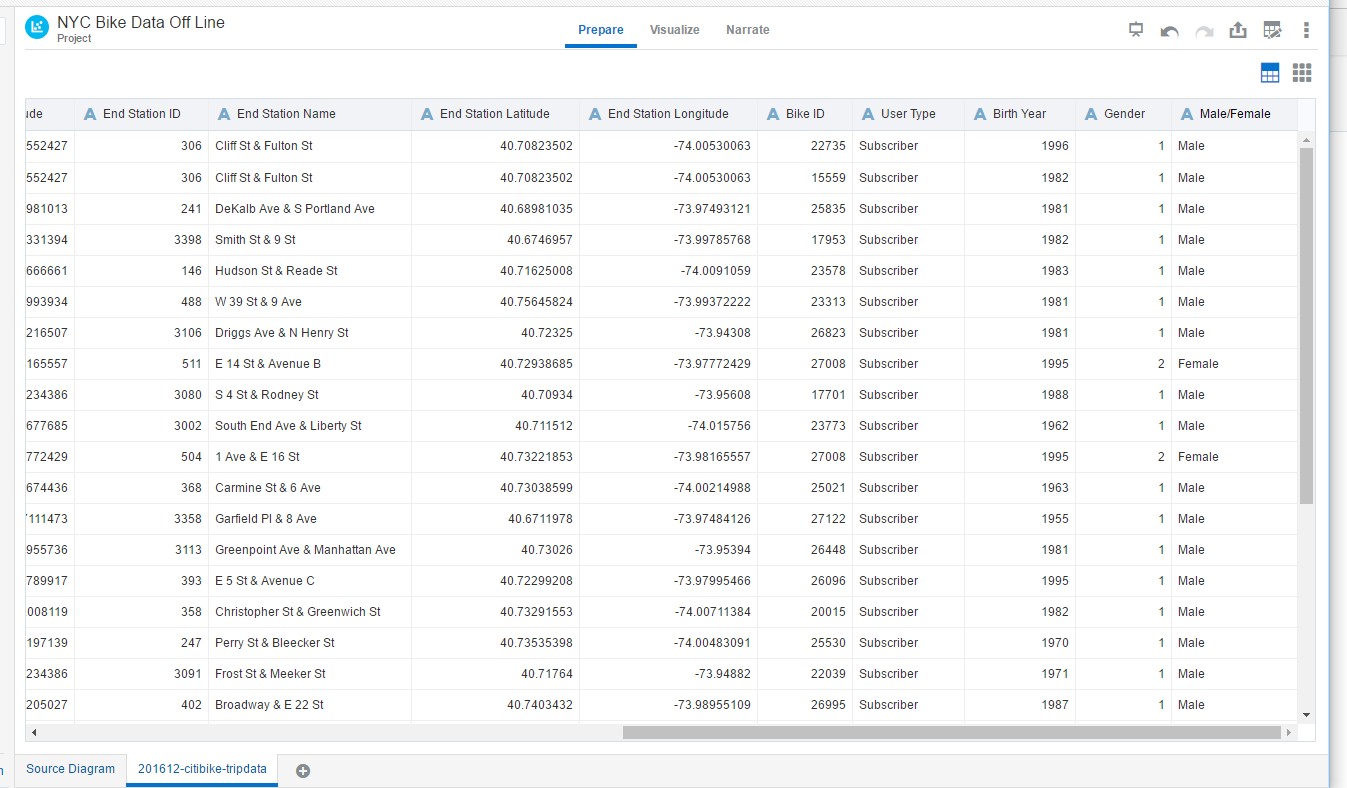 NYC Bike Data Off Line
Project
Prepare Visualize Narrate
ude A End Station ID A End Station Name A End Station Latitude A End Station Longitude A Bike ID A User Type A Birth Year A Gender A Male/Female
552427 306 Cliff St & Fulton St 40.70823502 -74.00530063 22735 Subscriber 1996 1 Male
552427 306 Cliff St & Fulton St 40.70823502 -74.00530063 15559 Subscriber 1982 1 Male
981013 241 DeKalb Ave & S Portland Ave 40.68981035 -73.97493121 25835 Subscriber 1981 1 Male
331394 3398 Smith St & 9 St 40.6746957 -73.99785768 17953 Subscriber 1982 1 Male
666661 146 Hudson St & Reade St 40.71625008 -74.0091059 23578 Subscriber 1983 1 Male
993934 488 W 39 St & 9 Ave 40.75645824 -73.99372222 23313 Subscriber 1981 1 Male
216507 3106 Driggs Ave & N Henry St 40.72325 -73.94308 26823 Subscriber 1981 1 Male
165557 511 E 14 St & Avenue B 40.72938685 -73.97772429 27008 Subscriber 1995 2 Female
234386 3080 S 4 St & Rodney St 40.70934 -73.95608 17701 Subscriber 1988 1 Male
677685 3002 South End Ave & Liberty St 40.711512 -74.015756 23773 Subscriber 1962 1 Male
772429 504 1 Ave & E 16 St 40.73221853 -73.98165557 27008 Subscriber 1995 2 Female
674436 368 Carmine St & 6 Ave 40.73038599 -74.00214988 25021 Subscriber 1963 1 Male
111473 3358 Garfield Pl & 8 Ave 40.6711978 -73.97484126 27122 Subscriber 1955 1 Male
955736 3113 Greenpoint Ave & Manhattan Ave 40.73026 -73.95394 26448 Subscriber 1981 1 Male
789917 393 E 5 St & Avenue C 40.72299208 -73.97995466 26096 Subscriber 1995 1 Male
008119 358 Christopher St & Greenwich St 40.73291553 -74.00711384 20015 Subscriber 1982 1 Male
197139 247 Perry St & Bleecker St 40.73535398 -74.00483091 25530 Subscriber 1970 1 Male
234386 3091 Frost St & Meeker St 40.71764 -73.94882 22039 Subscriber 1971 1 Male
205027 402 Broadway & E 22 St 40.7403432 -73.98955109 26995 Subscriber 1987 1 Male
Source Diagram 201612-citibike-tripdata